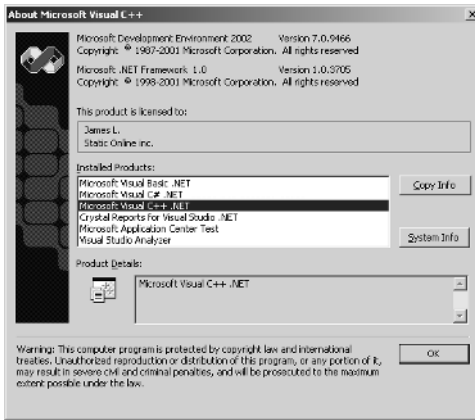 About Microsoft Visual C++
Microsoft Development Environment 2002 Version 7.0.9466
Copyright © 1987-2001 Microsoft Corporation. All rights reserved
Microsoft .NET Framework 1.0 Version 1.0.3705
Copyright © 1998-2001 Microsoft Corporation. All rights reserved
This product is licensed to:
James L.
Static Online inc.
Installed Products:
Microsoft Visual Basic .NET
Microsoft Visual C# .NET
Microsoft Visual C++ .NET
Crystal Reports for Visual Studio .NET
Microsoft Application Center Test
Visual Studio Analyzer
Copy Info
System Info
Product Details:
Microsoft Visual C++ .NET
Warning: This computer program is protected by copyright law and international
treaties. Unauthorized reproduction or distribution of this program, or any portion of it,
may result in severe civil and criminal penalties, and will be prosecuted to the maximum
extent possible under the law.
OK